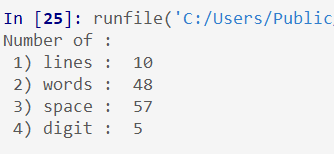 In [25]: runfile('C:/Users/Public/
Number of :
1) lines : 10
2) words : 48
3) space : 57
4) digit : 5